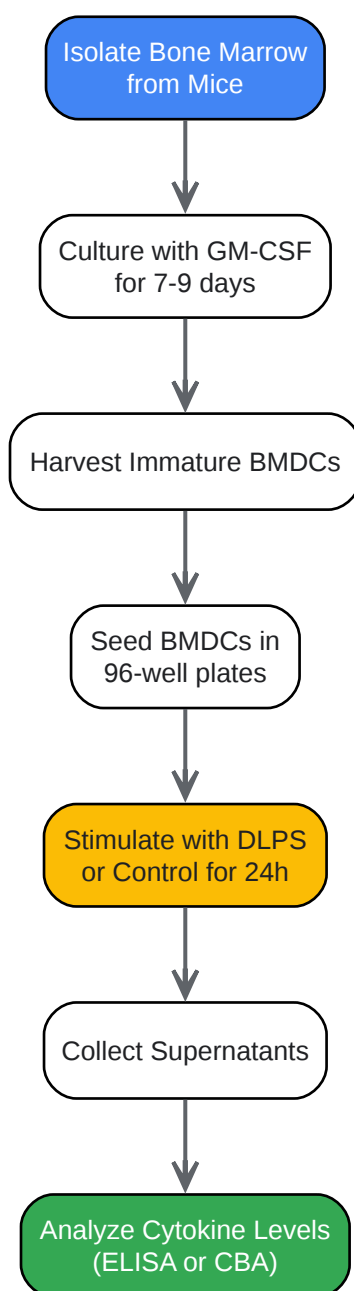 Isolate Bone Marrow
from Mice
Culture with GM-CSF
for 7-9 days
Harvest Immature BMDCs
Seed BMDCs in
96-well plates
Stimulate with DLPS
or Control for 24h
Collect Supernatants
Analyze Cytokine Levels
(ELISA or CBA)